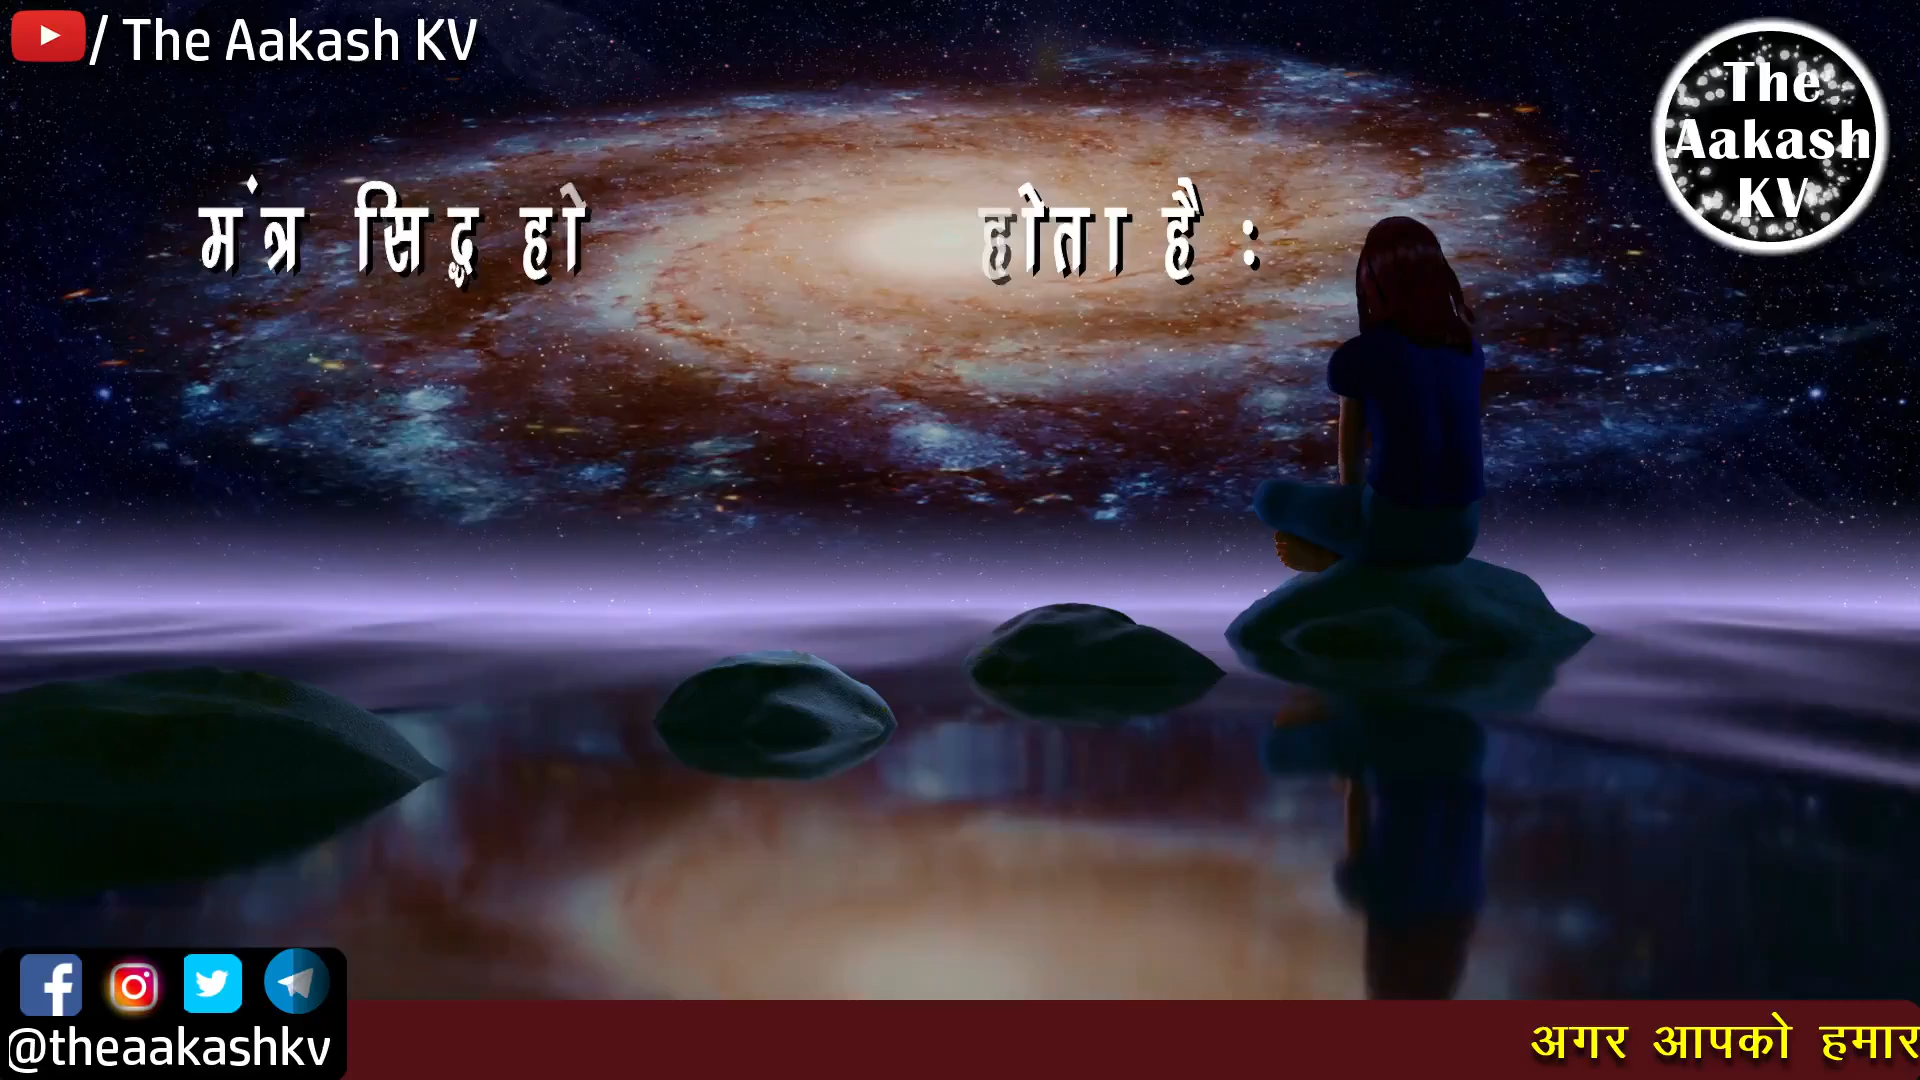 / The Aakash KV
The
Aakash
KV
मंत्र सिद्ध हो होता है :
@theaakashkv
अगर आपको हमार